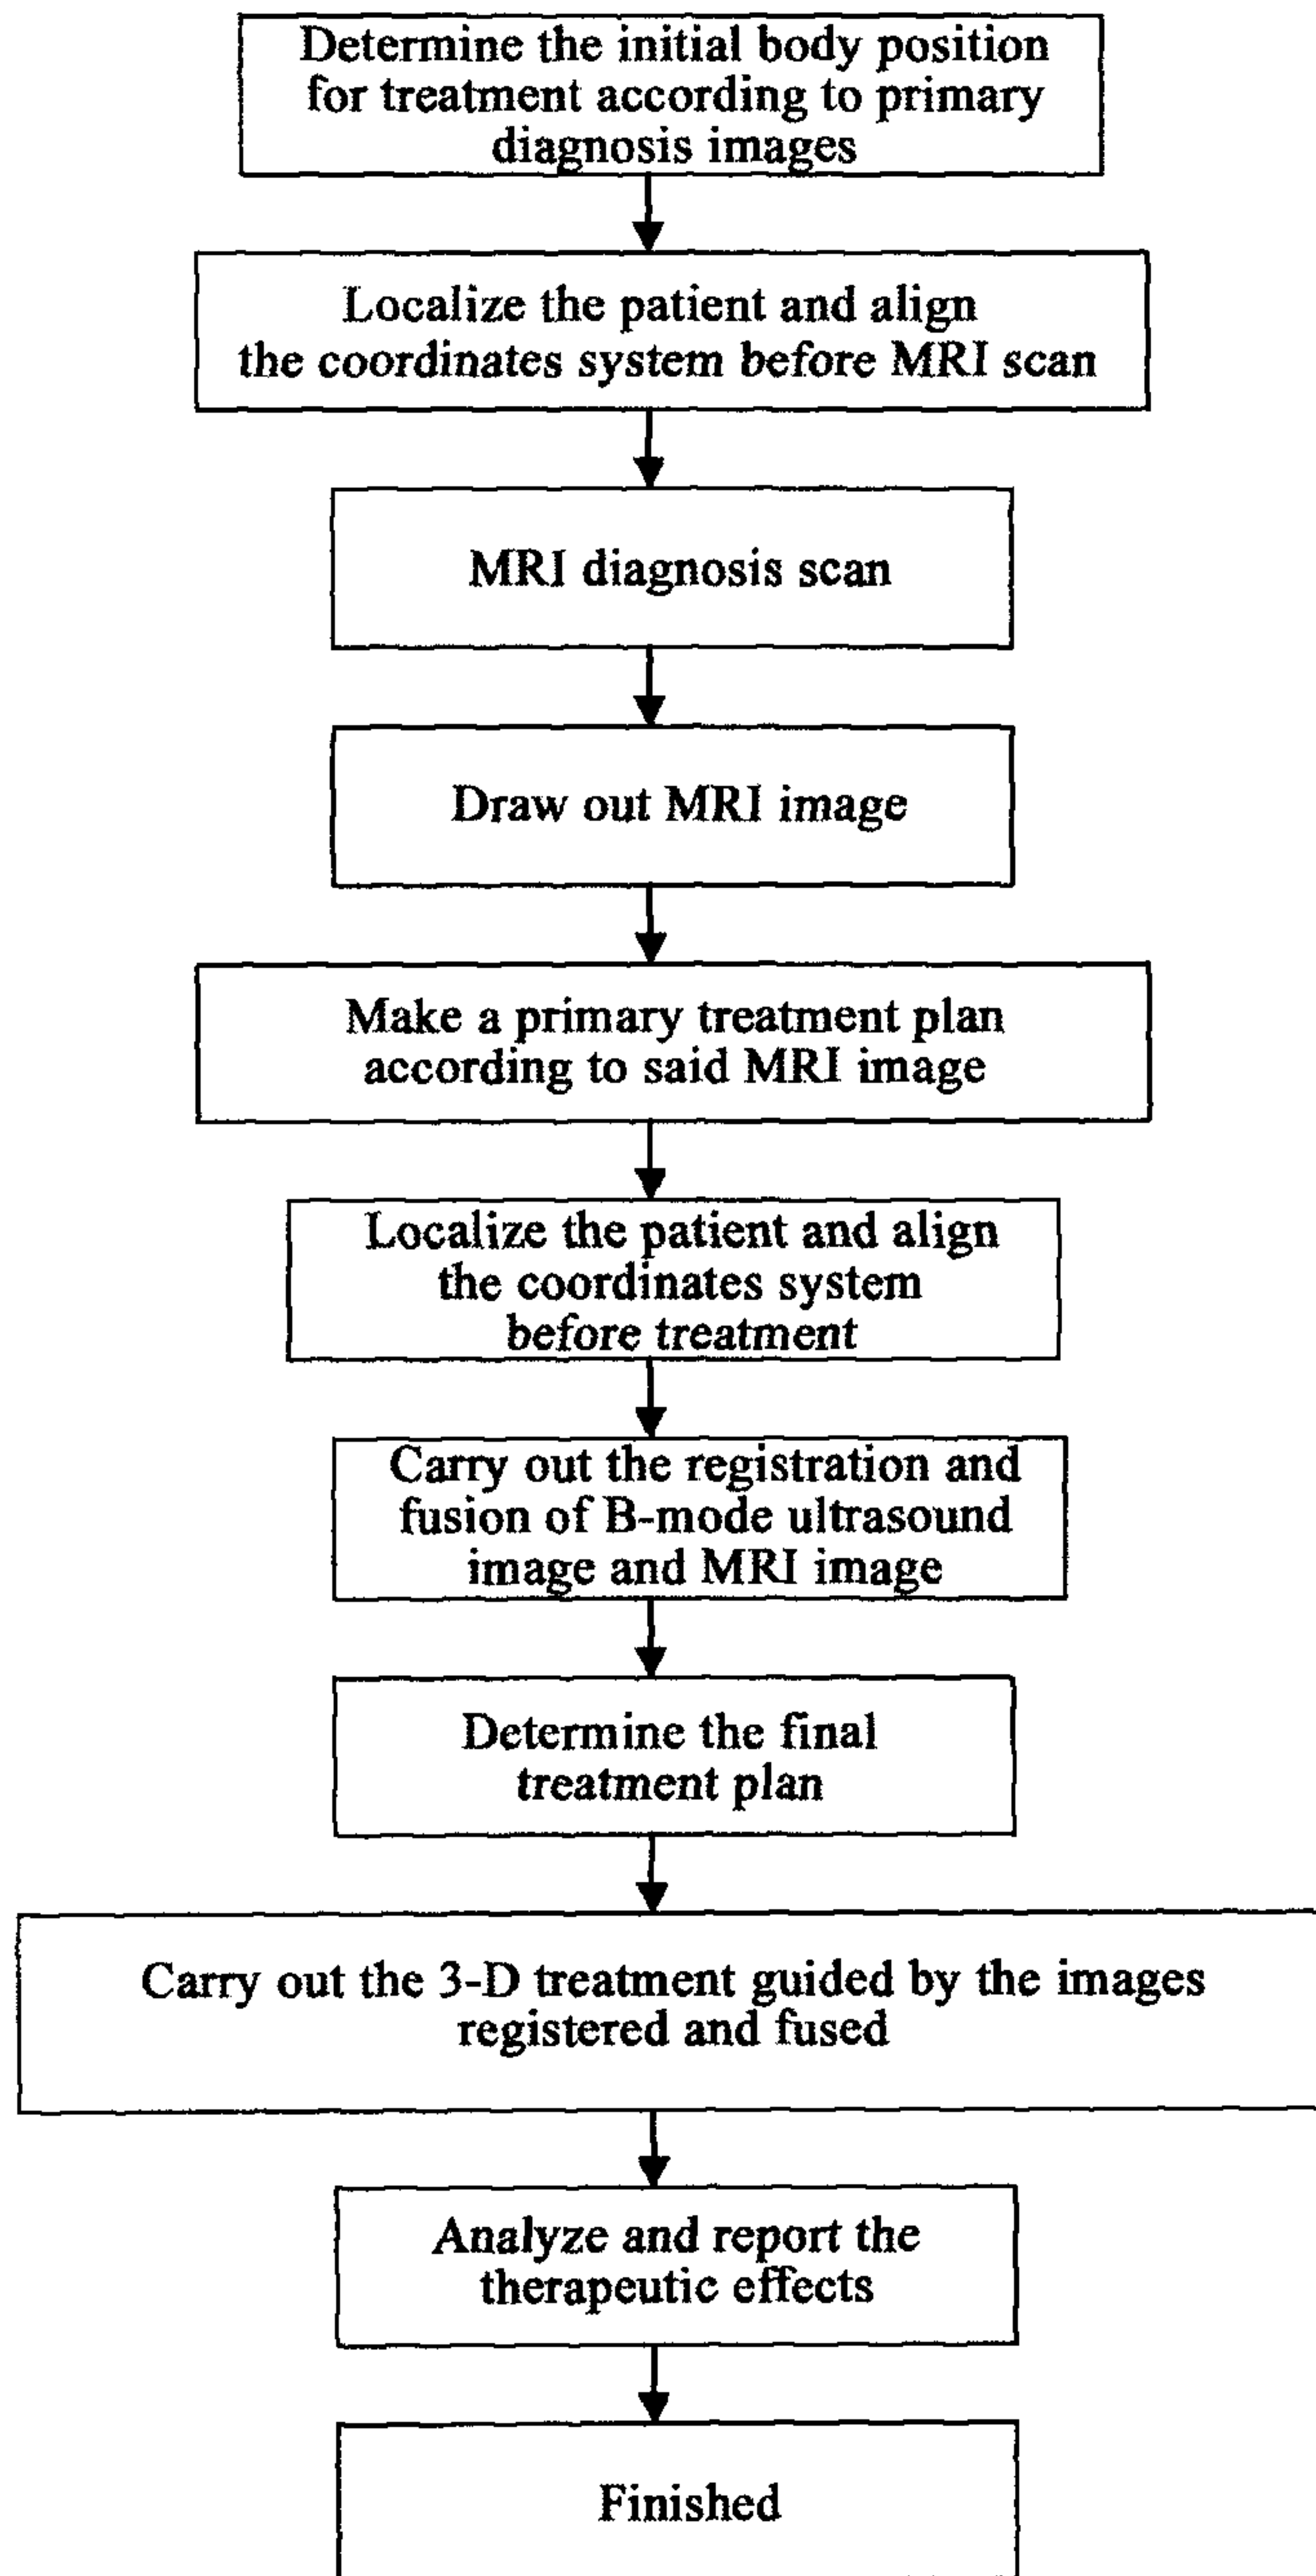 Determine the initial body position
for treatment according to primary
diagnosis images
Localize the patient and align
the coordinates system before MRI scan
MRI diagnosis scan
Draw out MRI image
Make a primary treatment plan
according to said MRI image
Localize the patient and align
the coordinates system
before treatment
Carry out the registration and
fusion of B-mode ultrasound
image and MRI image
Determine the final
treatment plan
Carry out the 3-D treatment guided by the images
registered and fused
Analyze and report the
therapeutic effects
Finished